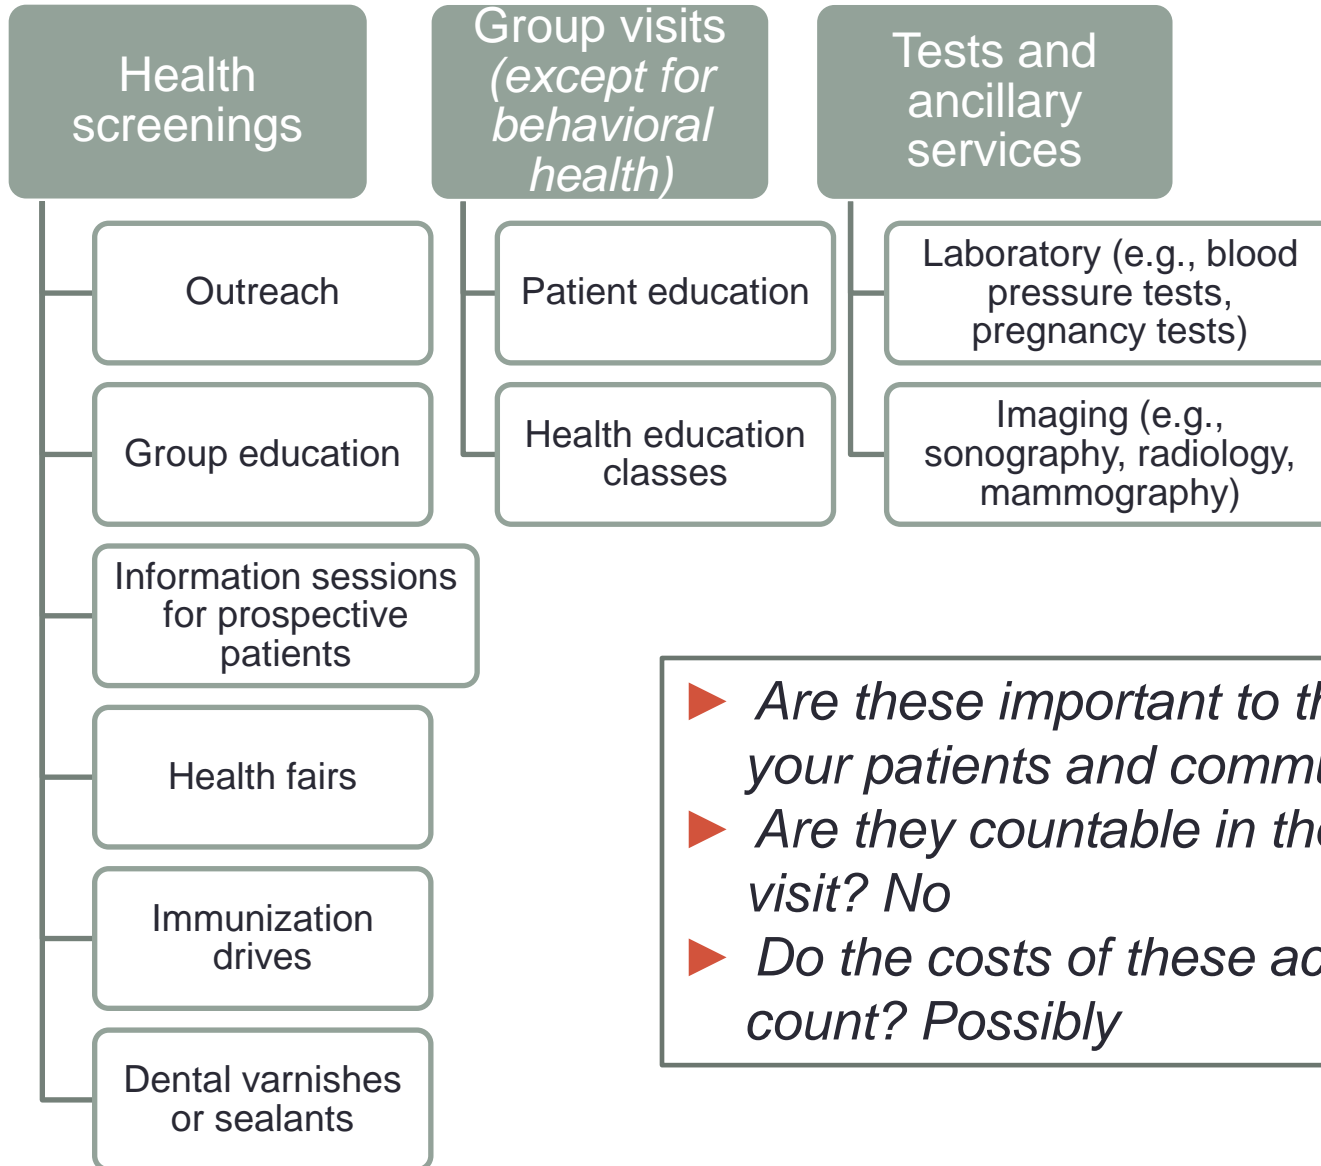 Health
screenings
Outreach
Group education
Information sessions
for prospective
patients
Health fairs
Immunization
drives
Dental varnishes
or sealants
Group visits
(except for
behavioral
health)
Patient education
Health education
classes
Tests and
ancillary
services
Laboratory (e.g., blood
pressure tests,
pregnancy tests)
Imaging (e.g.,
sonography, radiology,
mammography)
► Are these important to
your patients and
► Are they countable in
visit? No
► Do the costs of these
count? Possibly